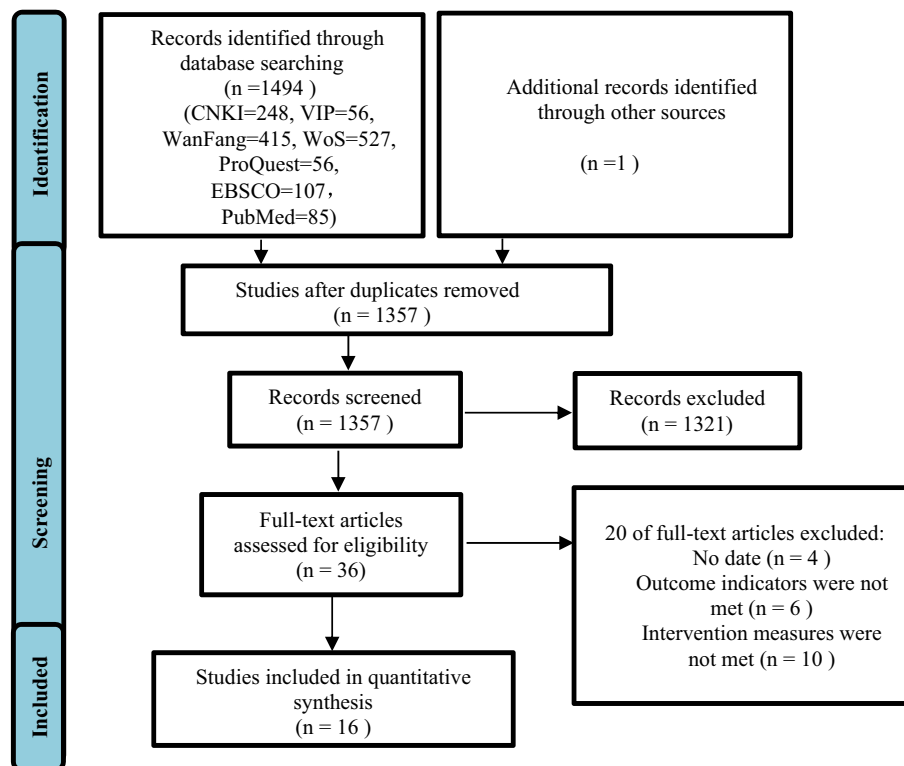 Identification
Records identified through
database searching
(n =1494 )
(CNKI=248, VIP=56,
WanFang=415, WoS=527,
ProQuest=56,
EBSCO=107，
PubMed=85)
Additional records identified
through other sources
(n =1 )
Screening
Studies after duplicates removed
(n = 1357 )
Records screened
(n = 1357 )
Records excluded
(n = 1321)
Full-text articles
assessed for eligibility
(n = 36)
20 of full-text articles excluded:
No date (n = 4 )
Outcome indicators were not
met (n = 6 )
Intervention measures were
not met (n = 10 )
Included
Studies included in quantitative
synthesis
(n = 16 )